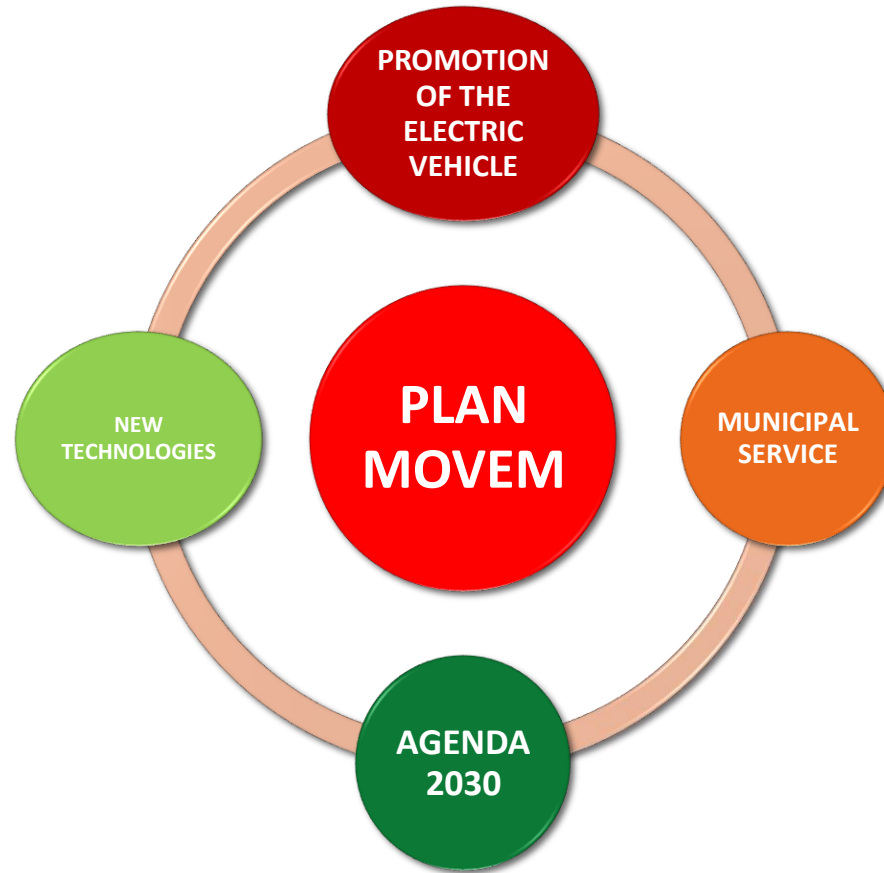 PROMOTION
OF THE
ELECTRIC
VEHICLE
NEW
TECHNOLOGIES
PLAN
MOVEM
MUNICIPAL
SERVICE
AGENDA
2030